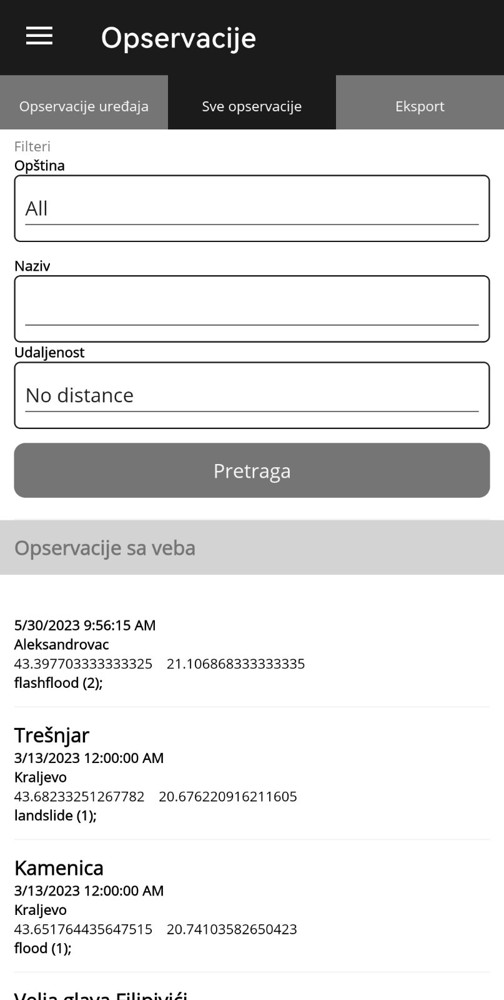 Opservacije
Opservacije uređaja Sve opservacije Eksport
Filteri
Opština
All
Naziv
Udaljenost
No distance
Pretraga
Opservacije sa veba
5/30/2023 9:56:15 AM
Aleksandrovac
43.397703333333325 21.106868333333335
flashflood (2);
Trešnjar
3/13/2023 12:00:00 AM
Kraljevo
43.68233251267782 20.676220916211605
landslide (1);
Kamenica
3/13/2023 12:00:00 AM
Kraljevo
43.651764435647515 20.74103582650423
flood (1);
Velja glava Filipivići